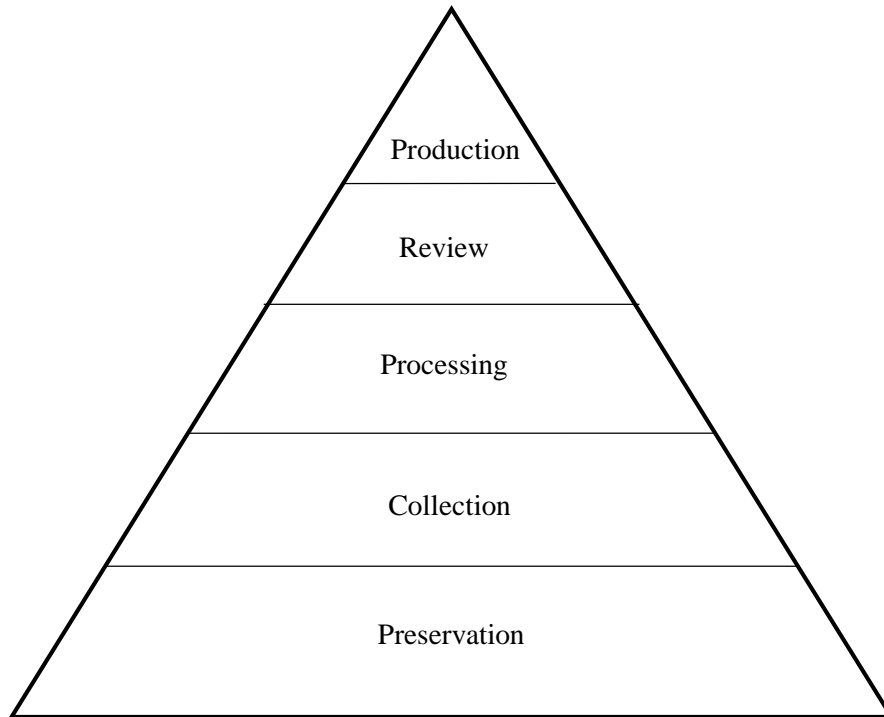 Production
Review
Processing
Collection
Preservation